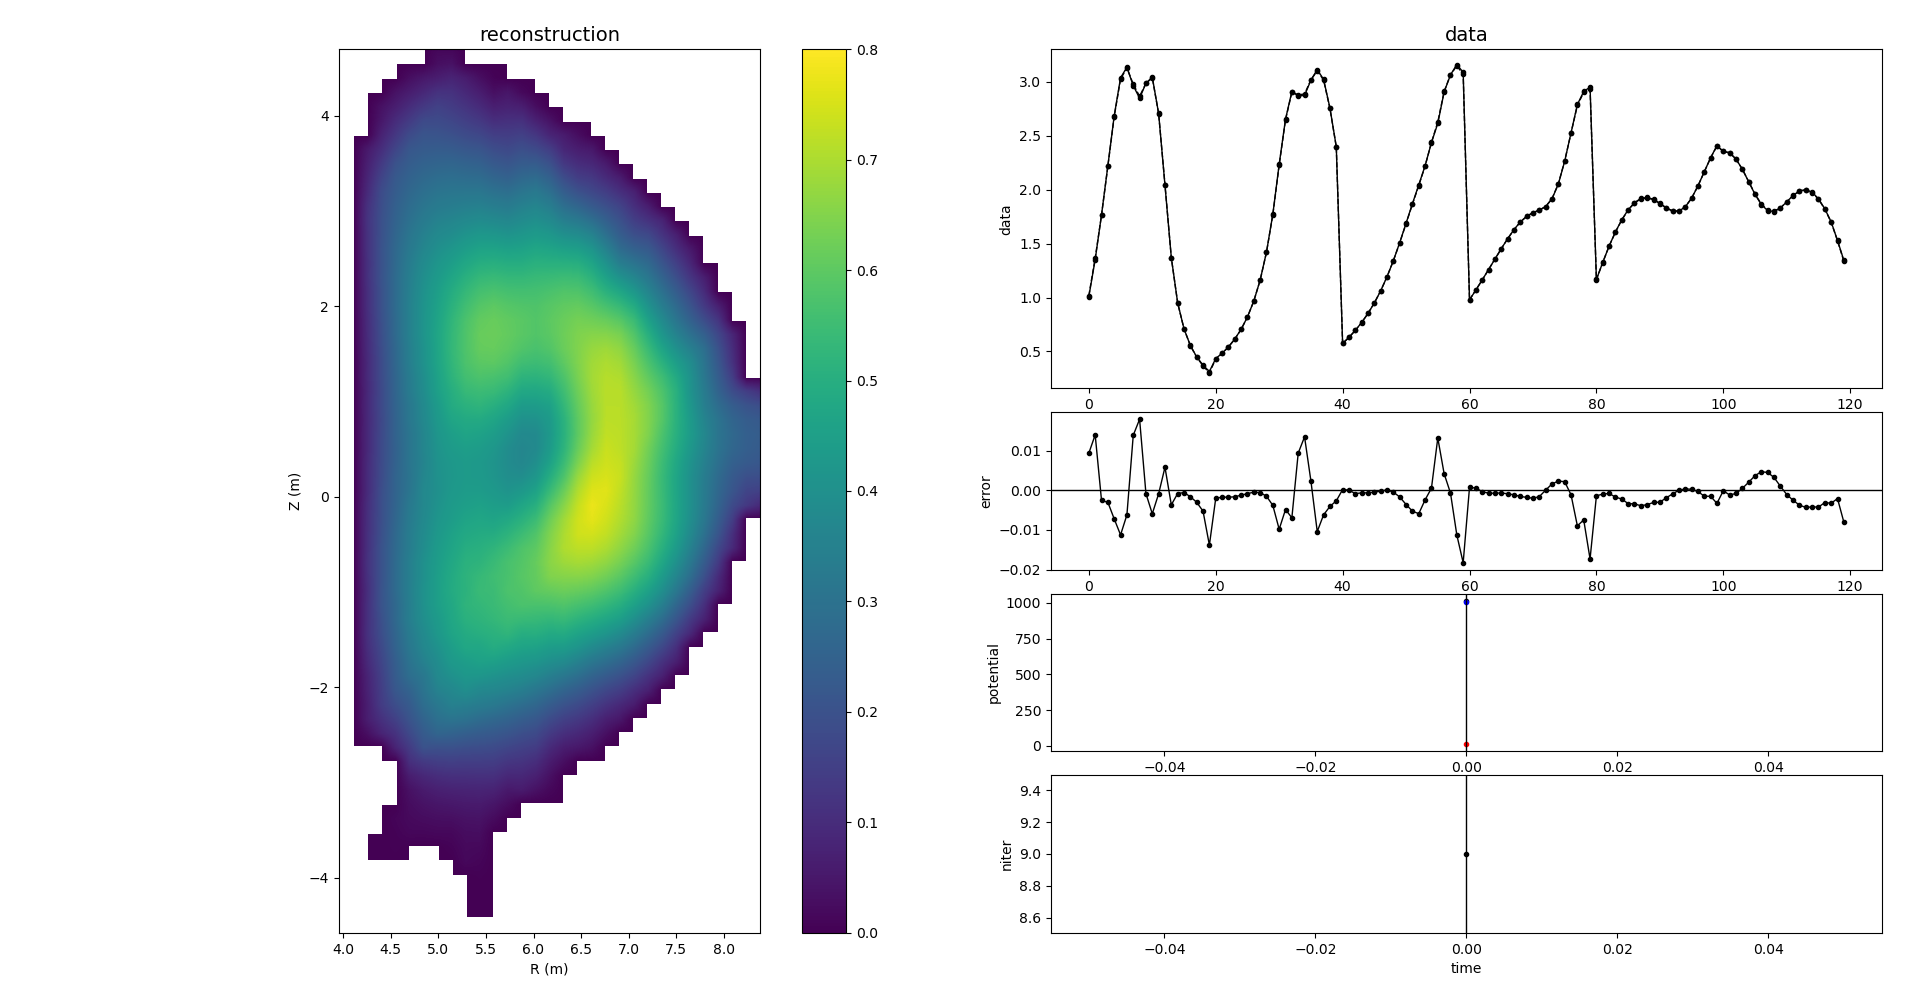 reconstruction
4
2
0
−2
−4
Z (m)
4.0 4.5 5.0 5.5 6.0 6.5 7.0 7.5 8.0
R (m)
0.8
0.7
0.6
0.5
0.4
0.3
0.2
0.1
0.0
data
3.0
2.5
2.0
1.5
1.0
0.5
data
0 20 40 60 80 100 120
0.01
0.00
−0.01
−0.02
error
0 20 40 60 80 100 120
1000
750
500
250
0
potential
−0.04 −0.02 0.00 0.02 0.04
9.4
9.2
9.0
8.8
8.6
niter
−0.04 −0.02 0.00 0.02 0.04
time